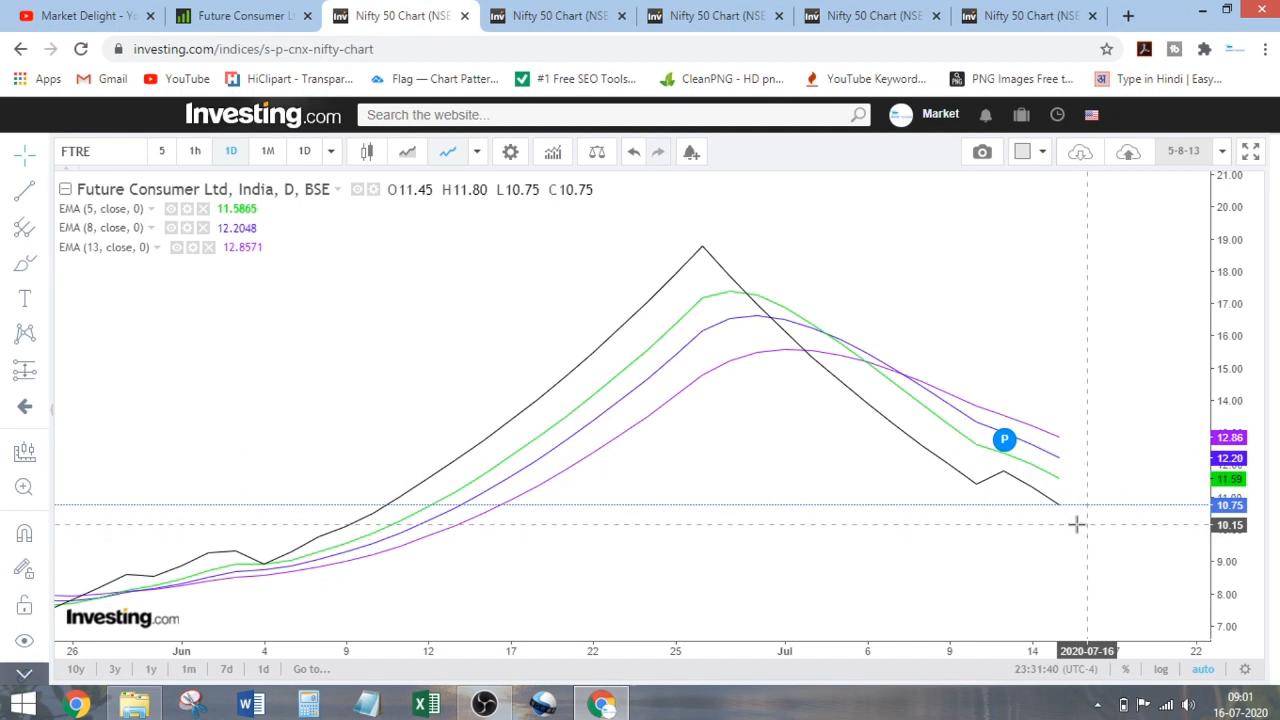 Market Delight - Yo
Future Consumer Lt
Nifty 50 Chart (NSE
Nifty 50 Chart (NSE
Nifty 50 Chart (NSE
Nifty 50 Chart (NSE
Nifty 50 Chart (NSE
investing.com/indices/s-p-cnx-nifty-chart
Apps
Gmail
YouTube
HiClipart - Transpar...
Flag — Chart Patter...
#1 Free SEO Tools...
CleanPNG - HD pn...
YouTube Keyword...
PNG Images Free t...
Type in Hindi | Easy...
Investing.com
Search the website...
Market
FTRE
5
1h
1D
1M
1D
5-8-13
Future Consumer Ltd, India, D, BSE
O11.45 H11.80 L10.75 C10.75
EMA (5, close, 0)
11.5865
EMA (8, close, 0)
12.2048
EMA (13, close, 0)
12.8571
21.00
20.00
19.00
18.00
17.00
16.00
15.00
14.00
12.86
12.20
11.59
10.75
10.15
9.00
8.00
7.00
P
Investing.com
26
Jun
4
9
12
17
22
25
Jul
6
9
14
2020-07-16
22
10y
3y
1y
1m
7d
1d
Go to...
23:31:40 (UTC-4)
%
log
auto
09:01
16-07-2020